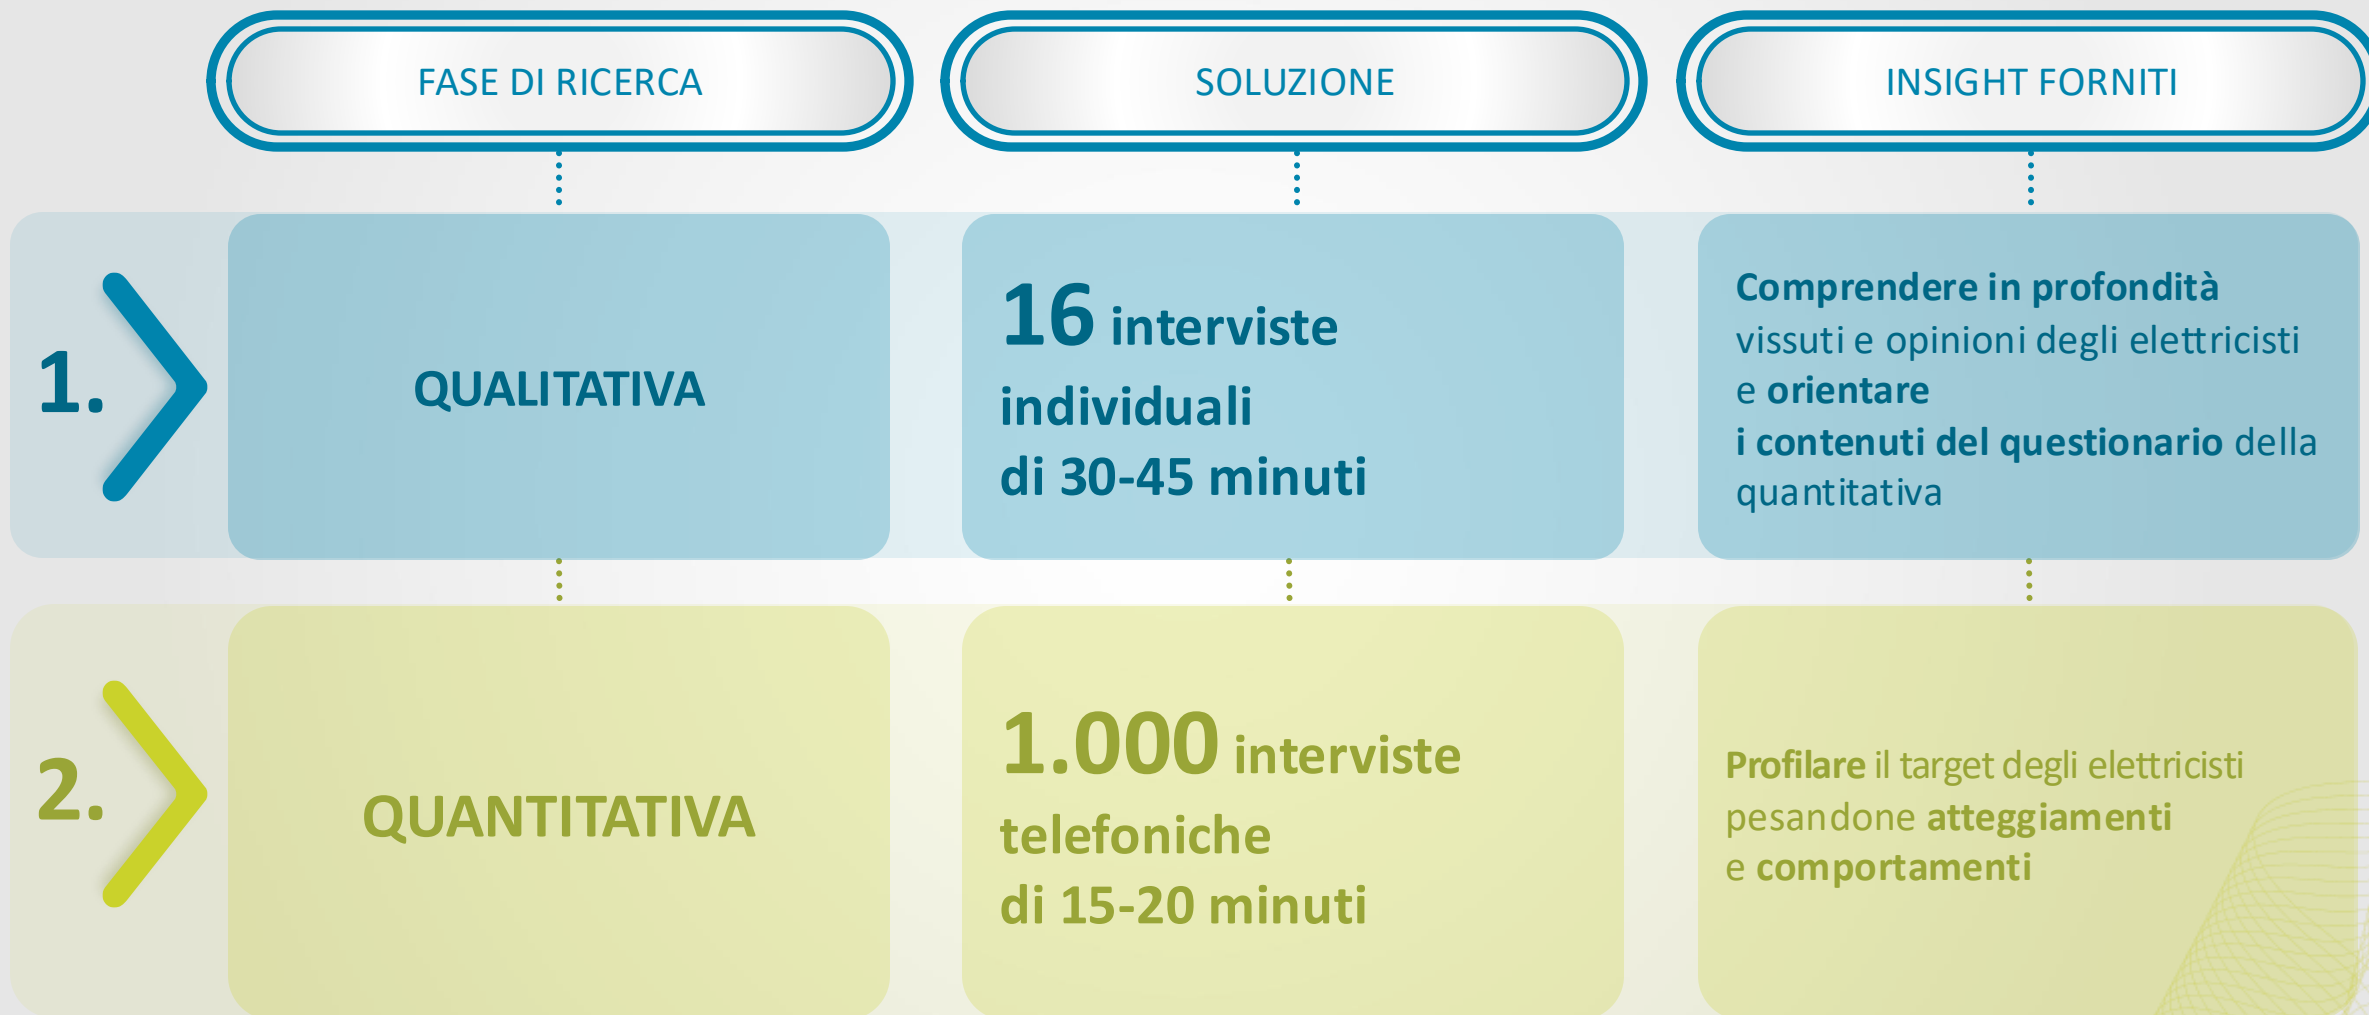 FASE DI RICERCA
SOLUZIONE
INSIGHT FORNITI
1.
QUALITATIVA
16 interviste
individuali
di 30-45 minuti
Comprendere in profondità
vissuti e opinioni degli elettricisti
e orientare
i contenuti del questionario della
quantitativa
2.
QUANTITATIVA
1.000 interviste
telefoniche
di 15-20 minuti
Profilare il target degli elettricisti
pesandone atteggiamenti
e comportamenti